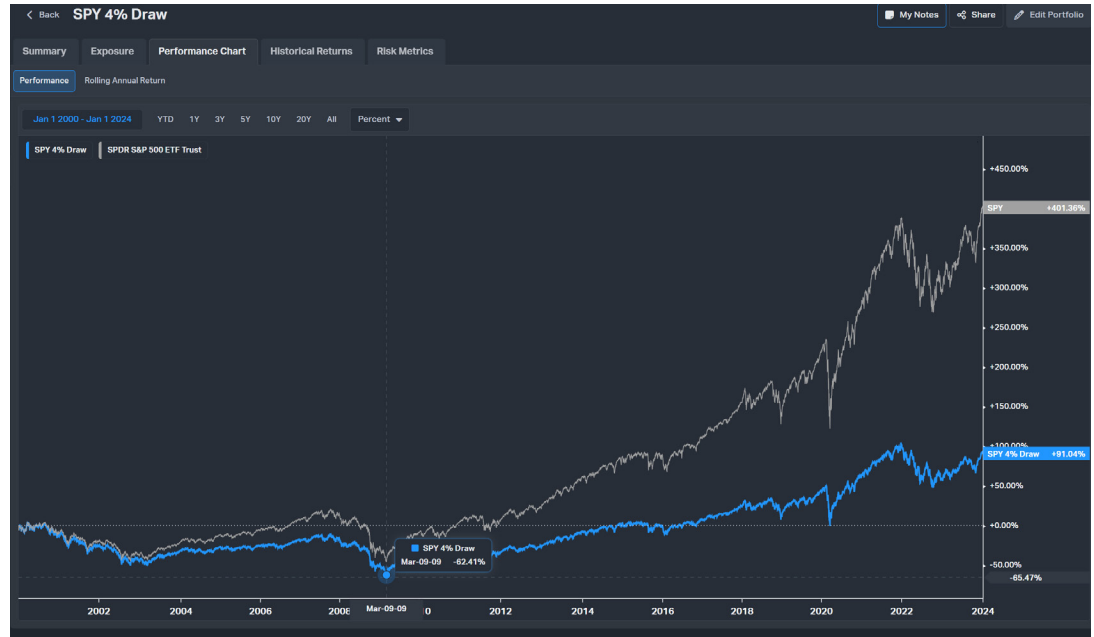 Back SPY 4% Draw My Notes Share Edit Portfolio
Summary Exposure Performance Chart Historical Returns Risk Metrics
Performance Rolling Annual Return
Jan 1 2000 - Jan 1 2024 YTD 1Y 3Y 5Y 10Y 20Y All Percent
SPY 4% Draw SPDR S&P 500 ETF Trust
+450.00%
SPY +401.36%
+350.00%
+300.00%
+250.00%
+200.00%
+150.00%
+100.00%
SPY 4% Draw +91.04%
+50.00%
+0.00%
SPY 4% Draw
Mar-09-09 -62.41%
-50.00%
-65.47%
2002 2004 2006 2008 Mar-09-09 0 2012 2014 2016 2018 2020 2022 2024